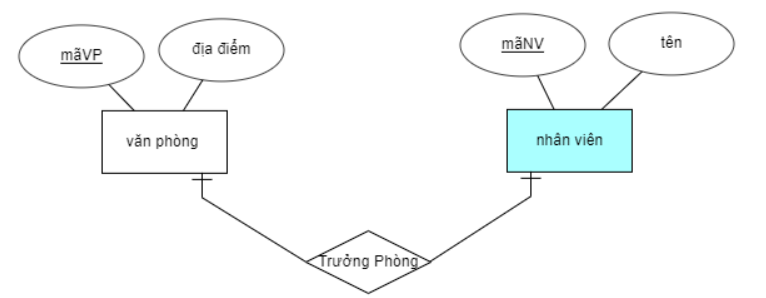 mãVP
địa điểm
mãNV
tên
văn phòng
nhân viên
Trưởng Phòng